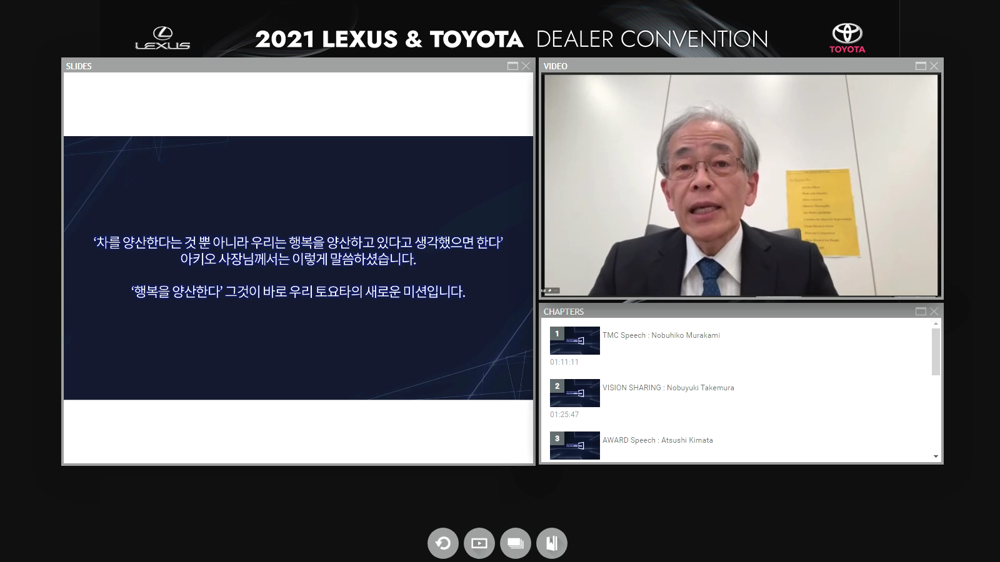 LEXUS
2021 LEXUS & TOYOTA DEALER CONVENTION
TOYOTA
SLIDES
‘차를 양산한다는 것 뿐 아니라 우리는 행복을 양산하고 있다고 생각했으면 한다’
아키오 사장님께서는 이렇게 말씀하셨습니다.
‘행복을 양산한다’ 그것이 바로 우리 토요타의 새로운 미션입니다.
VIDEO
CHAPTERS
1
TMC Speech : Nobuhiko Murakami
01:11:11
2
VISION SHARING : Nobuyuki Takemura
01:25:47
3
AWARD Speech : Atsushi Kimata